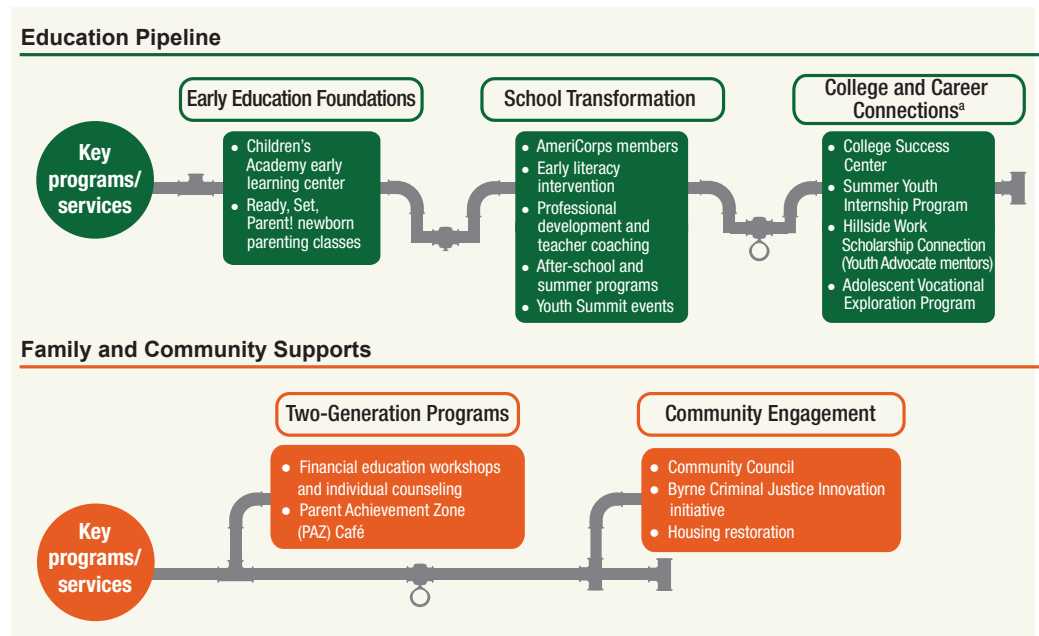 Education Pipeline
Early Education Foundations
School Transformation
College and Career
Connectionsª
Key
programs/
services
• Children’s
Academy early
learning center
• Ready, Set,
Parent! newborn
parenting classes
• AmeriCorps members
• Early literacy
intervention
• Professional
development and
teacher coaching
• After-school and
summer programs
• Youth Summit events
• College Success
Center
• Summer Youth
Internship Program
• Hillside Work
Scholarship Connection
(Youth Advocate mentors)
• Adolescent Vocational
Exploration Program
Family and Community Supports
Two-Generation Programs
Community Engagement
Key
programs/
services
• Financial education workshops
and individual counseling
• Parent Achievement Zone
(PAZ) Café
• Community Council
• Byrne Criminal Justice Innovation
initiative
• Housing restoration